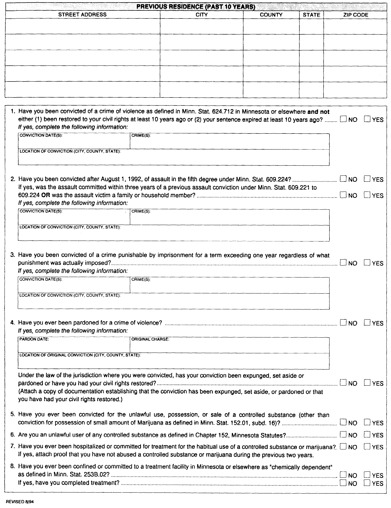 PREVIOUS RESIDENCE (PAST 10 YEARS)
STREET ADDRESS CITY COUNTY STATE ZIP CODE
1. Have you been convicted of a crime of violence as defined in Minn. Stat. 624.712 in Minnesota or elsewhere and not
either (1) been restored to your civil rights at least 10 years ago or (2) your sentence expired at least 10 years ago? NO YES
If yes, complete the following information:
CONVICTION DATE(S): CRIME(S):
LOCATION OF CONVICTION (CITY, COUNTY, STATE):
2. Have you been convicted after August 1, 1992, of assault in the fifth degree under Minn. Stat. 609.224? NO YES
If yes, was the assault committed within three years of a previous assault conviction under Minn. Stat. 609.221 to
609.224 OR was the assault victim a family or household member? NO YES
If yes, complete the following information:
CONVICTION DATE(S): CRIME(S):
LOCATION OF CONVICTION (CITY, COUNTY, STATE):
3. Have you been convicted of a crime punishable by imprisonment for a term exceeding one year regardless of what
punishment was actually imposed? NO YES
If yes, complete the following information:
CONVICTION DATE(S): CRIME(S):
LOCATION OF CONVICTION (CITY, COUNTY, STATE):
4. Have you ever been pardoned for a crime of violence? NO YES
If yes, complete the following information:
PARDON DATE: ORIGINAL CHARGE:
LOCATION OF ORIGINAL CONVICTION (CITY, COUNTY, STATE):
Under the law of the jurisdiction where you were convicted, has your conviction been expunged, set aside or
pardoned or have you had your civil rights restored? NO YES
(Attach a copy of documentation establishing that the conviction has been expunged, set aside, or pardoned or that
you have had your civil rights restored.)
5. Have you ever been convicted for the unlawful use, possession, or sale of a controlled substance (other than
conviction for possession of small amount of Marijuana as defined in Minn. Stat. 152.01, subd. 16)? NO YES
6. Are you an unlawful user of any controlled substance as defined in Chapter 152, Minnesota Statutes? NO YES
7. Have you ever been hospitalized or committed for treatment for the habitual use of a controlled substance or marijuana? NO YES
If yes, attach proof that you have not abused a controlled substance or marijuana during the previous two years.
8. Have you ever been confined or committed to a treatment facility in Minnesota or elsewhere as "chemically dependent"
as defined in Minn. Stat. 253B.02? NO YES
If yes, have you completed treatment? NO YES
REVISED 8/94